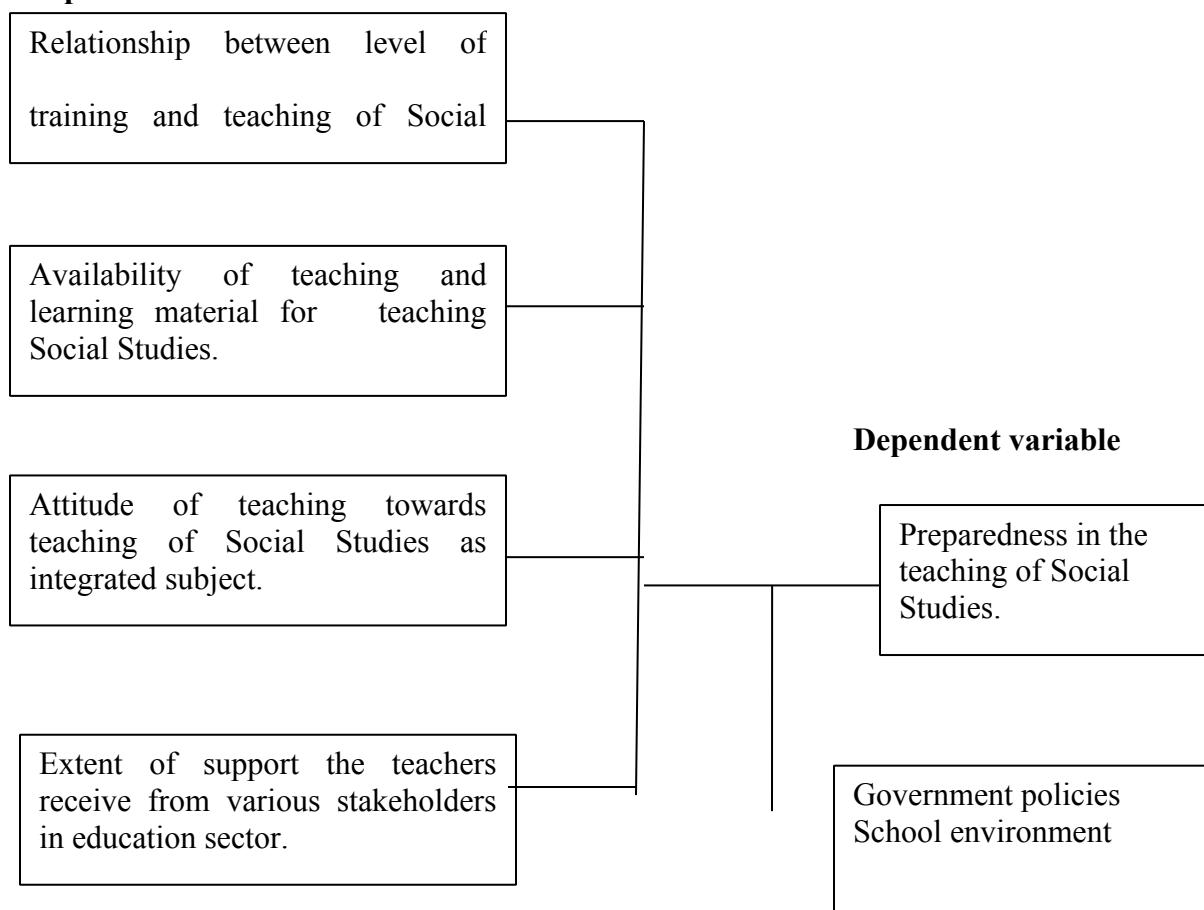 Relationship between level of
training and teaching of Social
Availability of teaching and
learning material for teaching
Social Studies.
Attitude of teaching towards
teaching of Social Studies as
integrated subject.
Extent of support the teachers
receive from various stakeholders
in education sector.
Dependent variable
Preparedness in the
teaching of Social
Studies.
Government policies
School environment